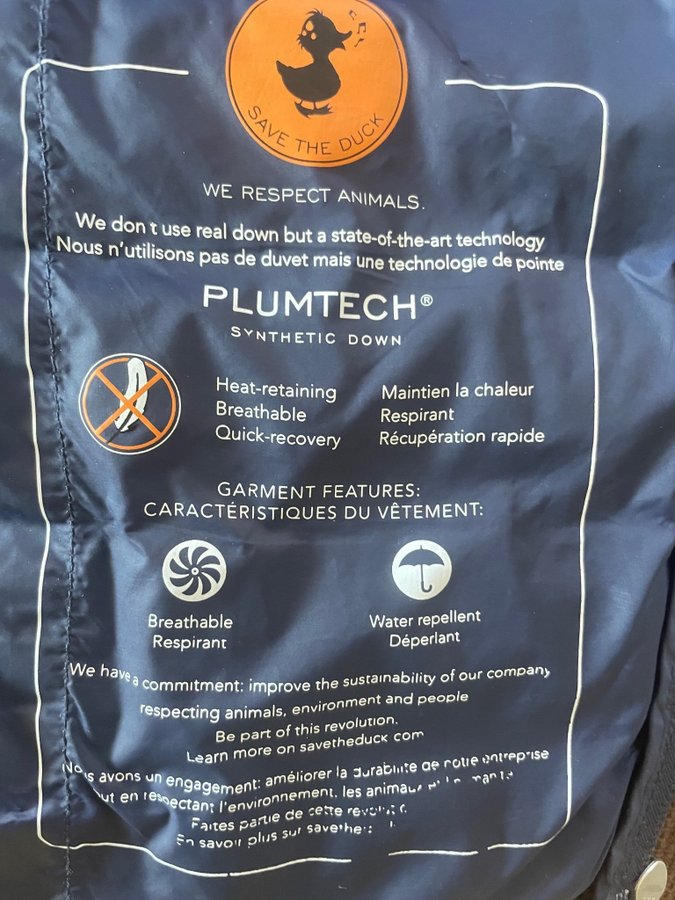 SAVE THE DUCK
WE RESPECT ANIMALS.
We don t use real down but a state-of-the-art technology
Nous n'utilisons pas de duvet mais une technologie de pointe
PLUMTECH®
SYNTHETIC DOWN
Heat-retaining
Breathable
Quick-recovery
Maintien la chaleur
Respirant
Récupération rapide
GARMENT FEATURES:
CARACTÉRISTIQUES DU VÊTEMENT:
Breathable
Respirant
Water repellent
Déperlant
We have a commitment: improve the sustainability of our company
respecting animals, environment and people
Be part of this revolution.
Learn more on savetheduck com
avons un engagement: améliorer la durabilité de notre entreprise
en respectant l'environnement, les
Faites partie de cette
En savoir plus sur